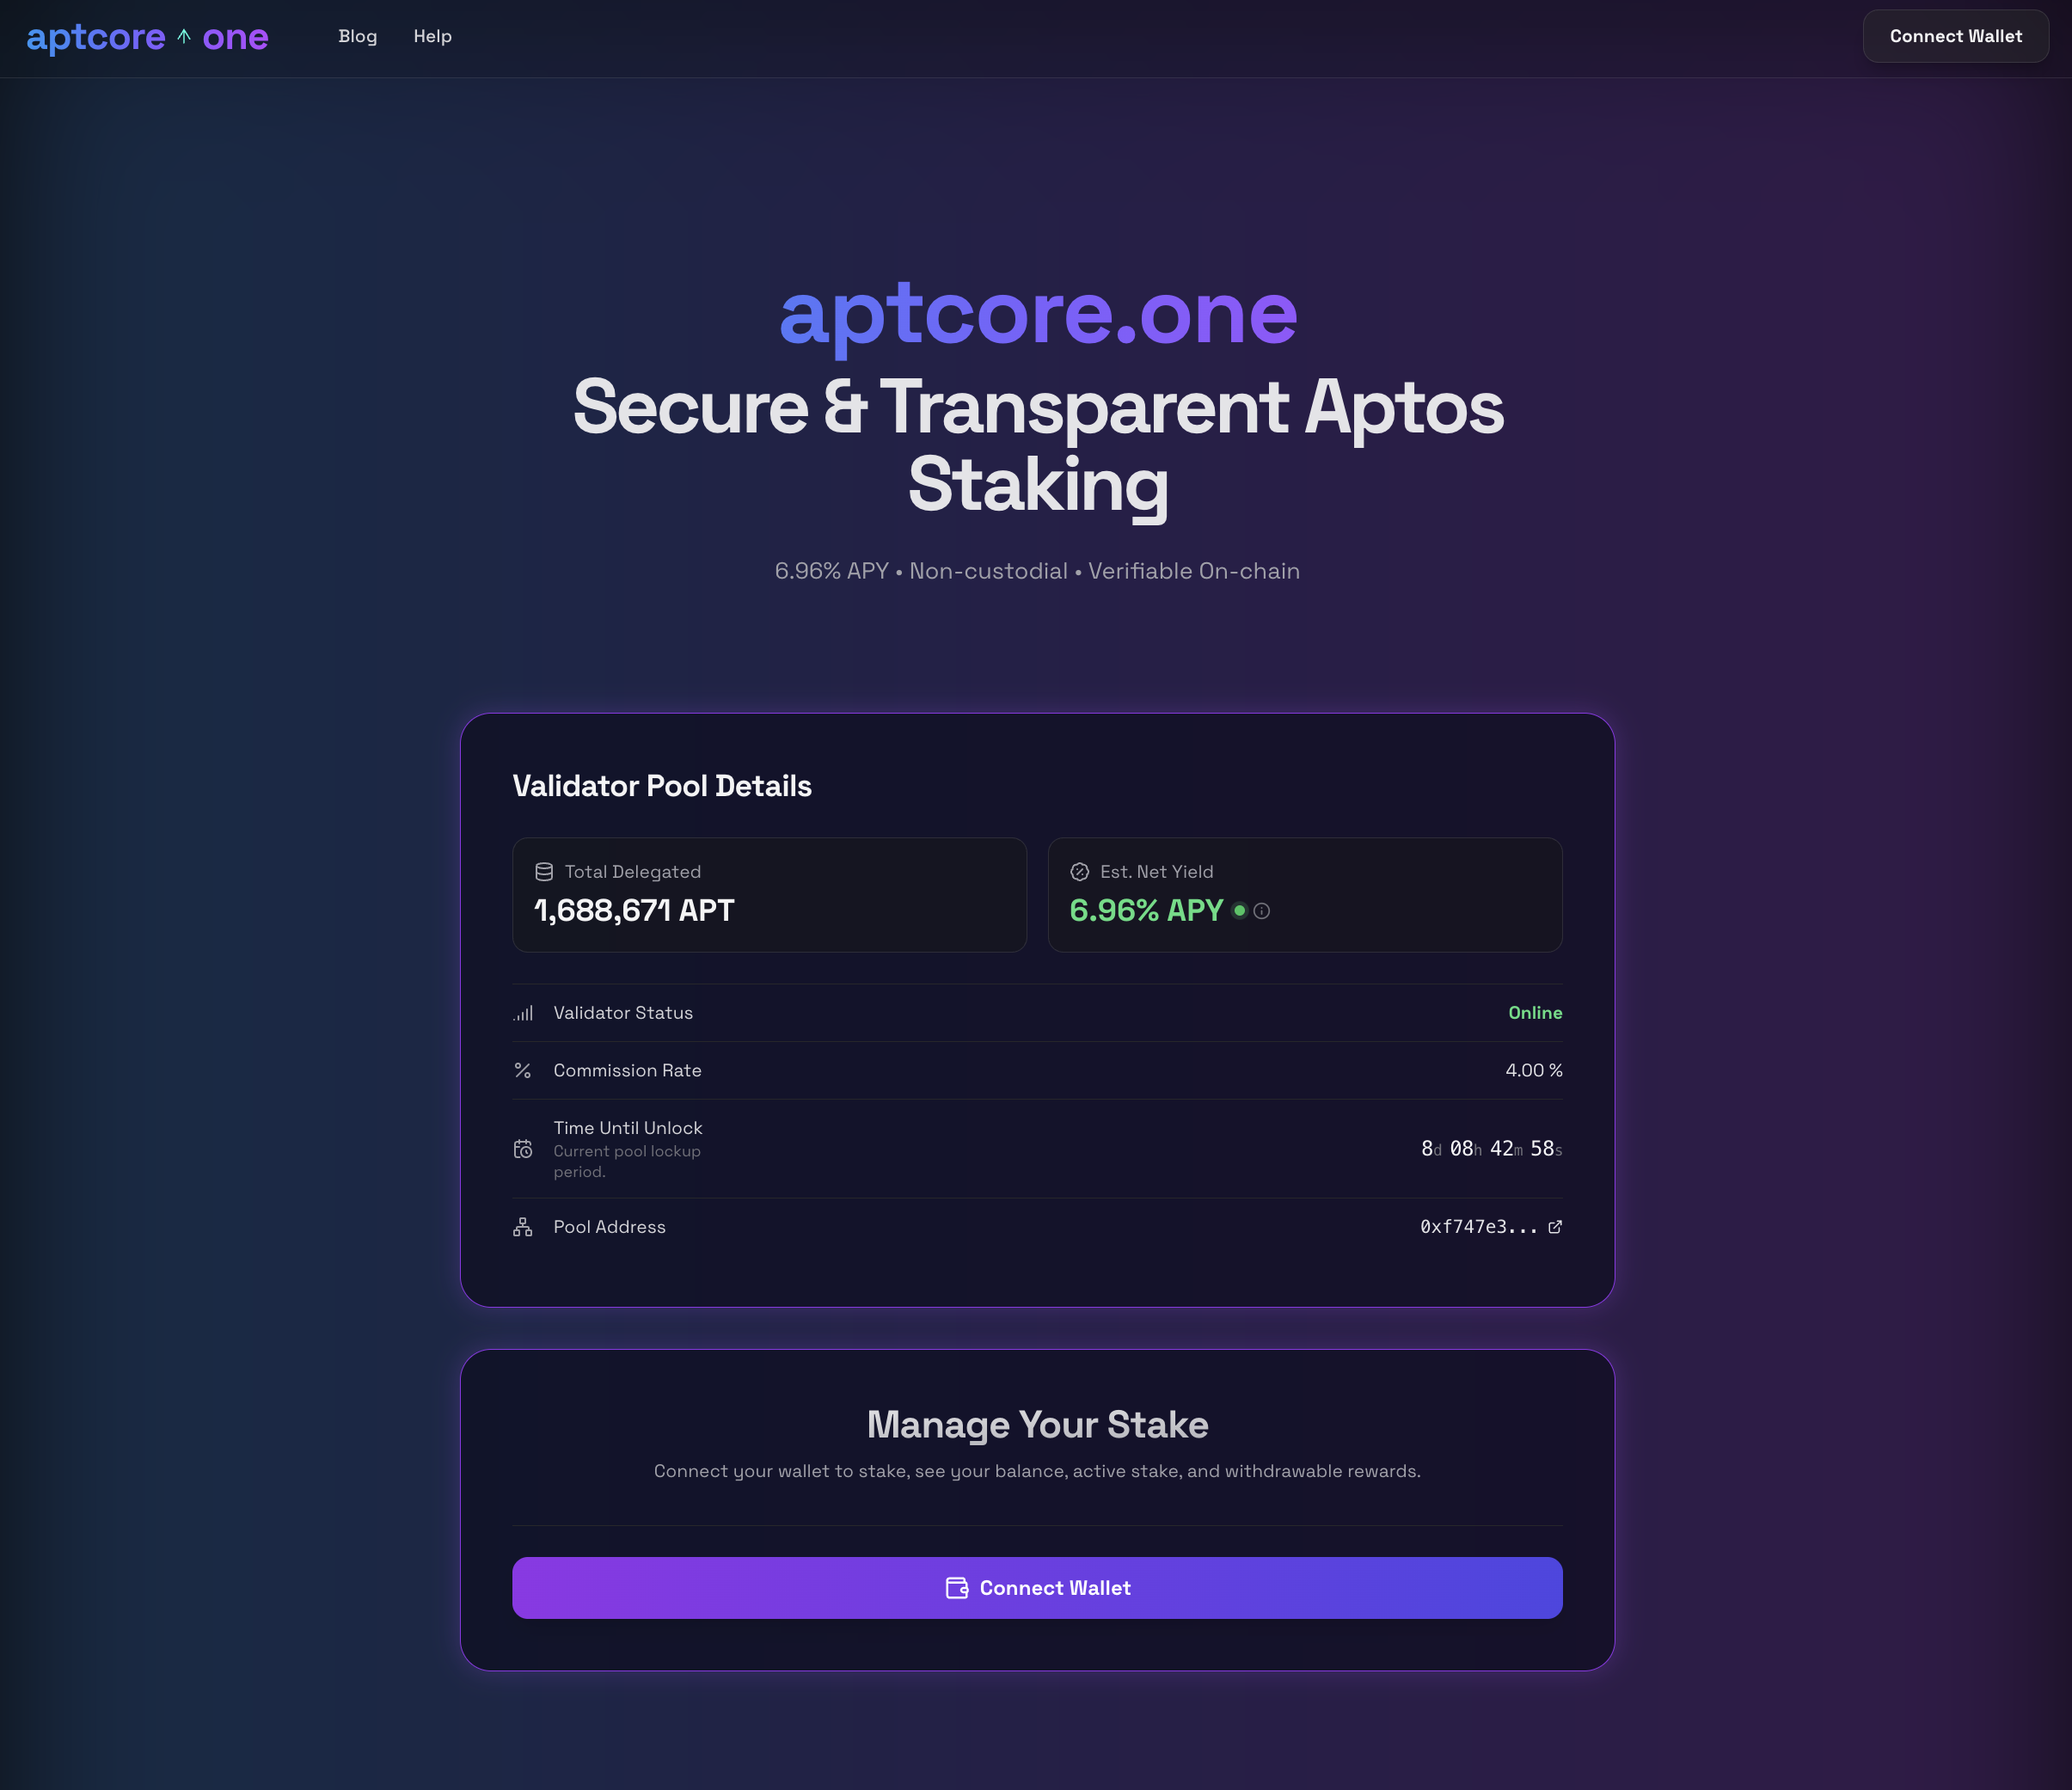 aptcore one
Blog
Help
Connect Wallet
aptcore.one
Secure & Transparent Aptos
Staking
6.96% APY • Non-custodial • Verifiable On-chain
Validator Pool Details
Total Delegated
1,688,671 APT
Est. Net Yield
6.96% APY
Validator Status
Online
Commission Rate
4.00 %
Time Until Unlock
Current pool lockup
period.
8d 08h 42m 58s
Pool Address
0xf747e3...
Manage Your Stake
Connect your wallet to stake, see your balance, active stake, and withdrawable rewards.
Connect Wallet